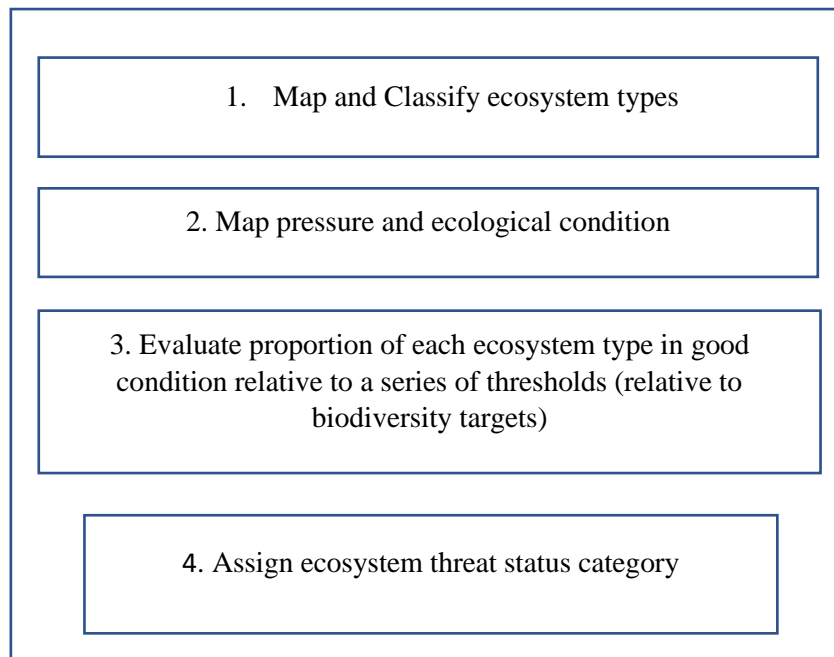 1. Map and Classify ecosystem types
2. Map pressure and ecological condition
3. Evaluate proportion of each ecosystem type in good
condition relative to a series of thresholds (relative to
biodiversity targets)
4. Assign ecosystem threat status category